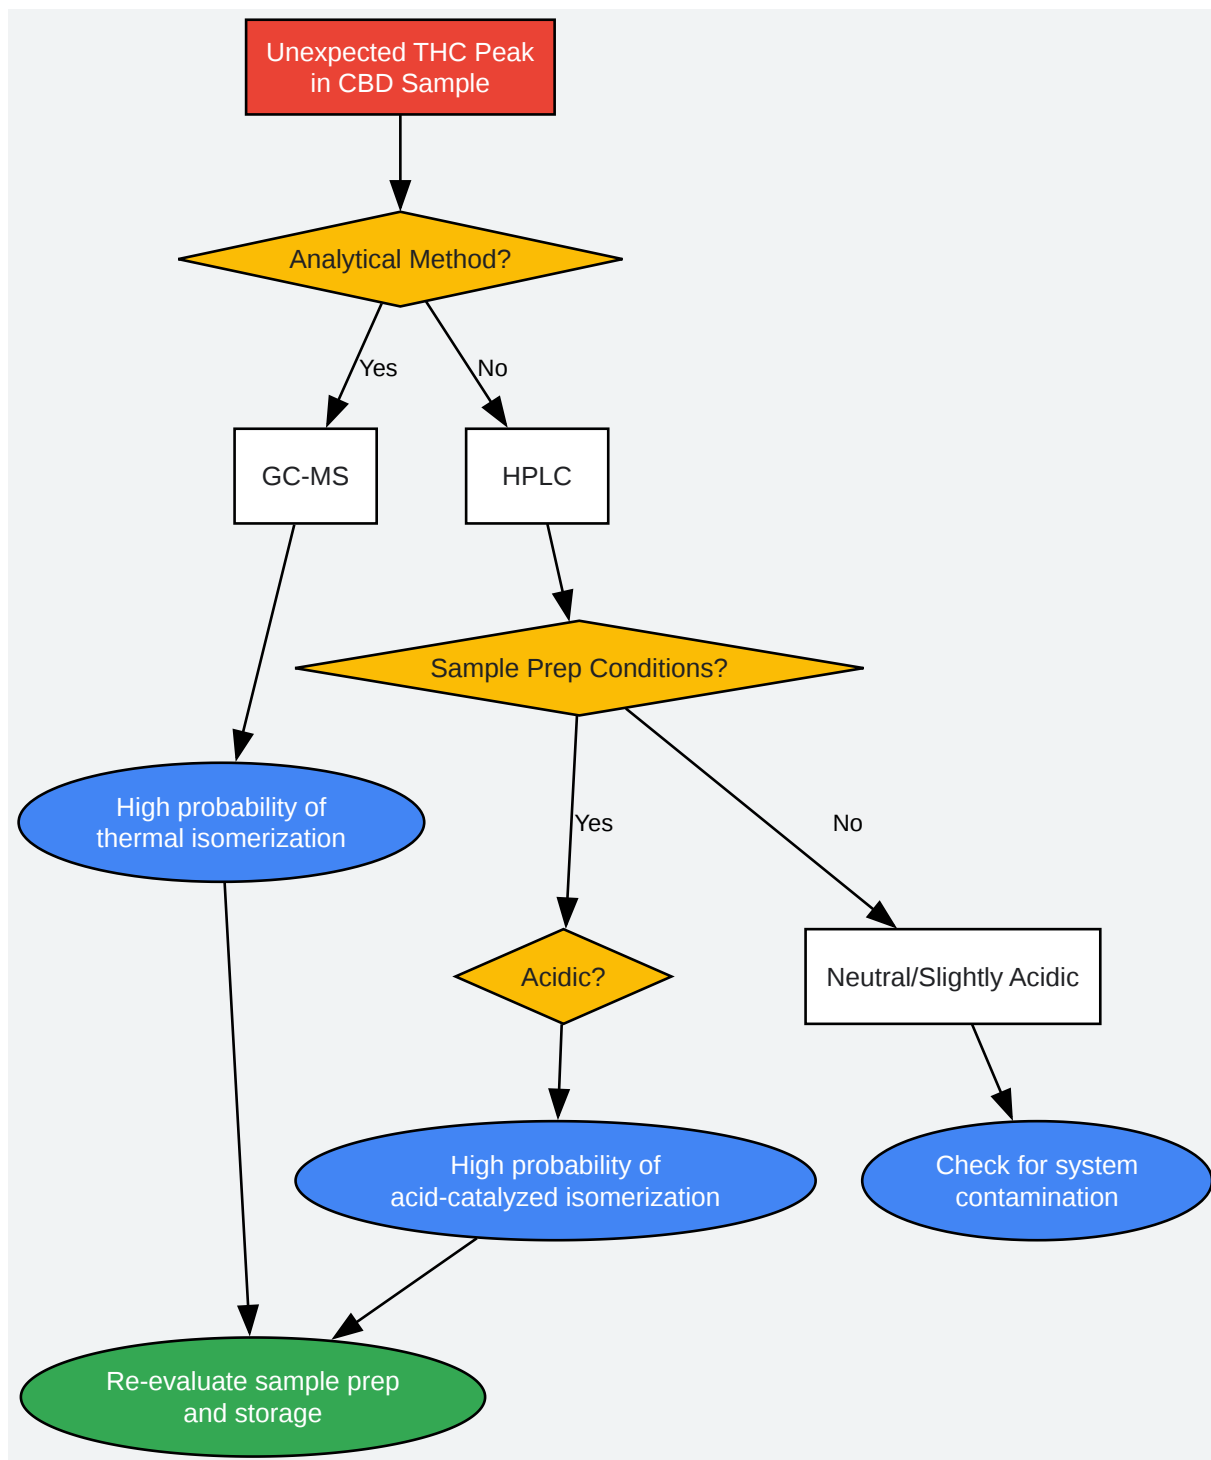 Unexpected THC Peak
in CBD Sample
Analytical Method?
Yes
No
GC-MS
HPLC
Sample Prep Conditions?
High probability of
thermal isomerization
Yes
No
Acidic?
Neutral/Slightly Acidic
High probability of
acid-catalyzed isomerization
Check for system
contamination
Re-evaluate sample prep
and storage